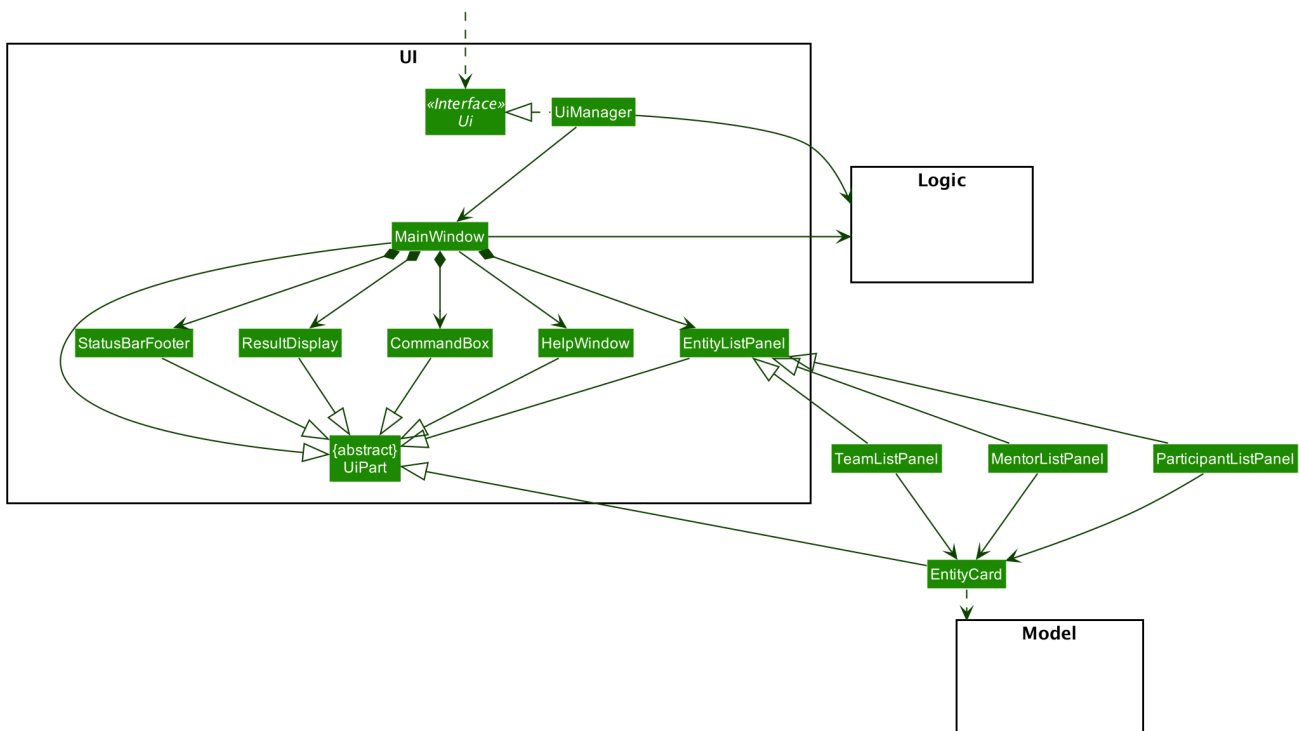 UI
«Interface»
Ui
UiManager
Logic
MainWindow
StatusBarFooter
ResultDisplay
CommandBox
HelpWindow
EntityListPanel
{abstract}
UiPart
TeamListPanel
MentorListPanel
ParticipantListPanel
EntityCard
Model